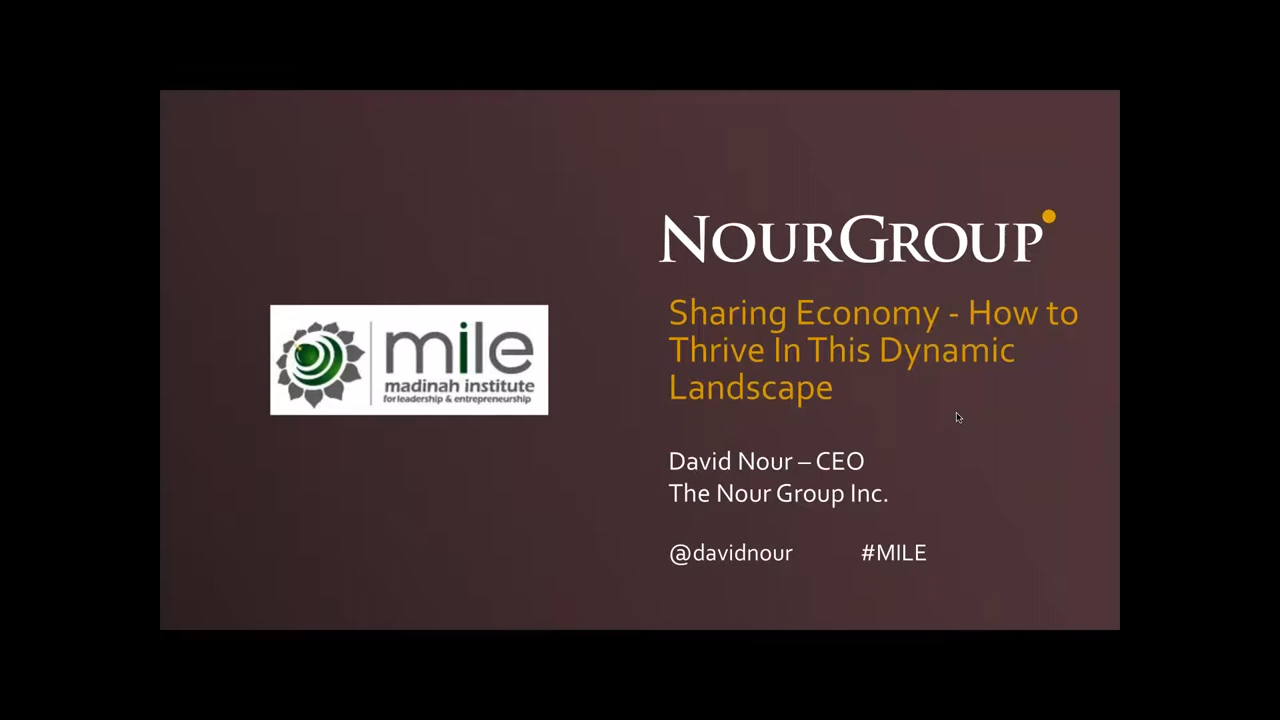 mile
madinah institute
for leadership & entrepreneurship
NOURGROUP
Sharing Economy - How to
Thrive In This Dynamic
Landscape
David Nour – CEO
The Nour Group Inc.
@davidnour #MILE